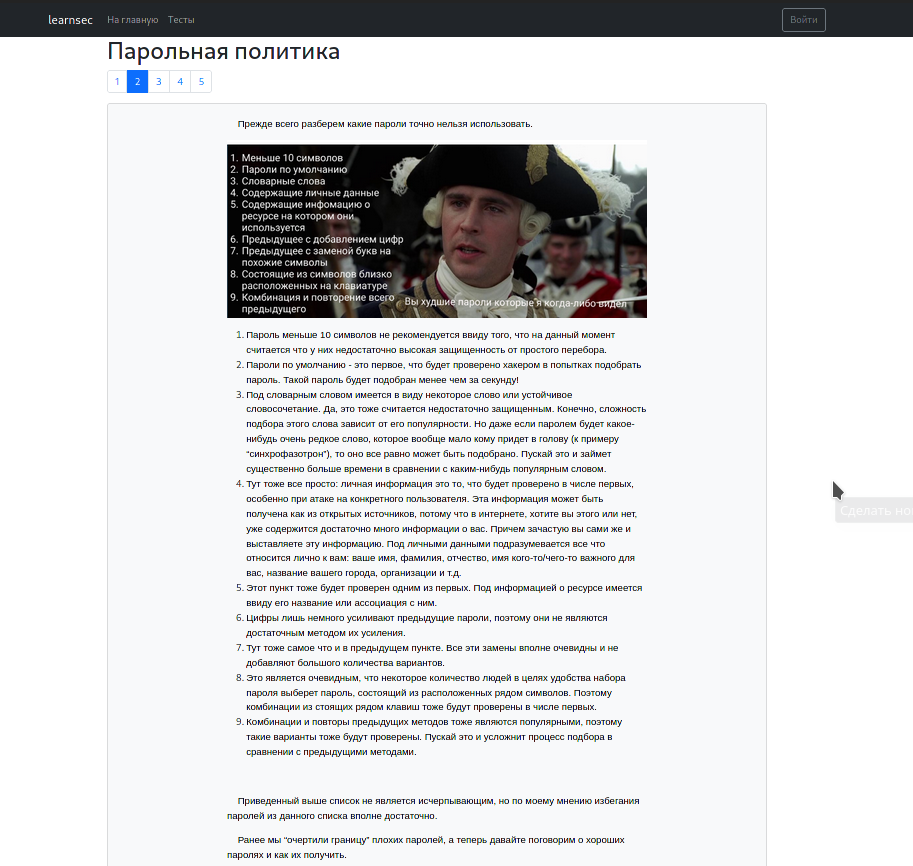 learnsec На главную Тесты Войти
Парольная политика
1 2 3 4 5
Прежде всего разберем какие пароли точно нельзя использовать.
1. Меньше 10 символов
2. Пароли по умолчанию
3. Словарные слова
4. Содержащие личные данные
5. Содержащие инфомацию о
ресурсе на котором они
используется
6. Предыдущее с добавлением цифр
7. Предыдущее с заменой букв на
похожие символы
8. Состоящие из символов близко
расположенных на клавиатуре
9. Комбинация и повторение всего
предыдущего
Вы худшие пароли которые я когда-либо видел
1. Пароль меньше 10 символов не рекомендуется ввиду того, что на данный момент
считается что у них недостаточно высокая защищенность от простого перебора.
2. Пароли по умолчанию - это первое, что будет проверено хакером в попытках подобрать
пароль. Такой пароль будет подобран менее чем за секунду!
3. Под словарным словом имеется в виду некоторое слово или устойчивое
словосочетание. Да, это тоже считается недостаточно защищенным. Конечно, сложность
подбора этого слова зависит от его популярности. Но даже если паролем будет какое-
нибудь очень редкое слово, которое вообще мало кому придет в голову (к примеру
“синхрофазотрон”), то оно все равно может быть подобрано. Пускай это и займет
существенно больше времени в сравнении с каким-нибудь популярным словом.
4. Тут тоже все просто: личная информация это то, что будет проверено в числе первых,
особенно при атаке на конкретного пользователя. Эта информация может быть
получена как из открытых источников, потому что в интернете, хотите вы этого или нет,
уже содержится достаточно много информации о вас. Причем зачастую вы сами же и
выставляете эту информацию. Под личными данными подразумевается все что
относится лично к вам: ваше имя, фамилия, отчество, имя кого-то/чего-то важного для
вас, название вашего города, организации и т.д.
5. Этот пункт тоже будет проверен одним из первых. Под информацией о ресурсе имеется
ввиду его название или ассоциация с ним.
6. Цифры лишь немного усиливают предыдущие пароли, поэтому они не являются
достаточным методом их усиления.
7. Тут тоже самое что и в предыдущем пункте. Все эти замены вполне очевидны и не
добавляют большого количества вариантов.
8. Это является очевидным, что некоторое количество людей в целях удобства набора
пароля выберет пароль, состоящий из расположенных рядом символов. Поэтому
комбинации из стоящих рядом клавиш тоже будут проверены в числе первых.
9. Комбинации и повторы предыдущих методов тоже являются популярными, поэтому
такие варианты тоже будут проверены. Пускай это и усложнит процесс подбора в
сравнении с предыдущими методами.
Сделать но
Приведенный выше список не является исчерпывающим, но по моему мнению избегания
паролей из данного списка вполне достаточно.
Ранее мы “очертили границу” плохих паролей, а теперь давайте поговорим о хороших
паролях и как их получить.